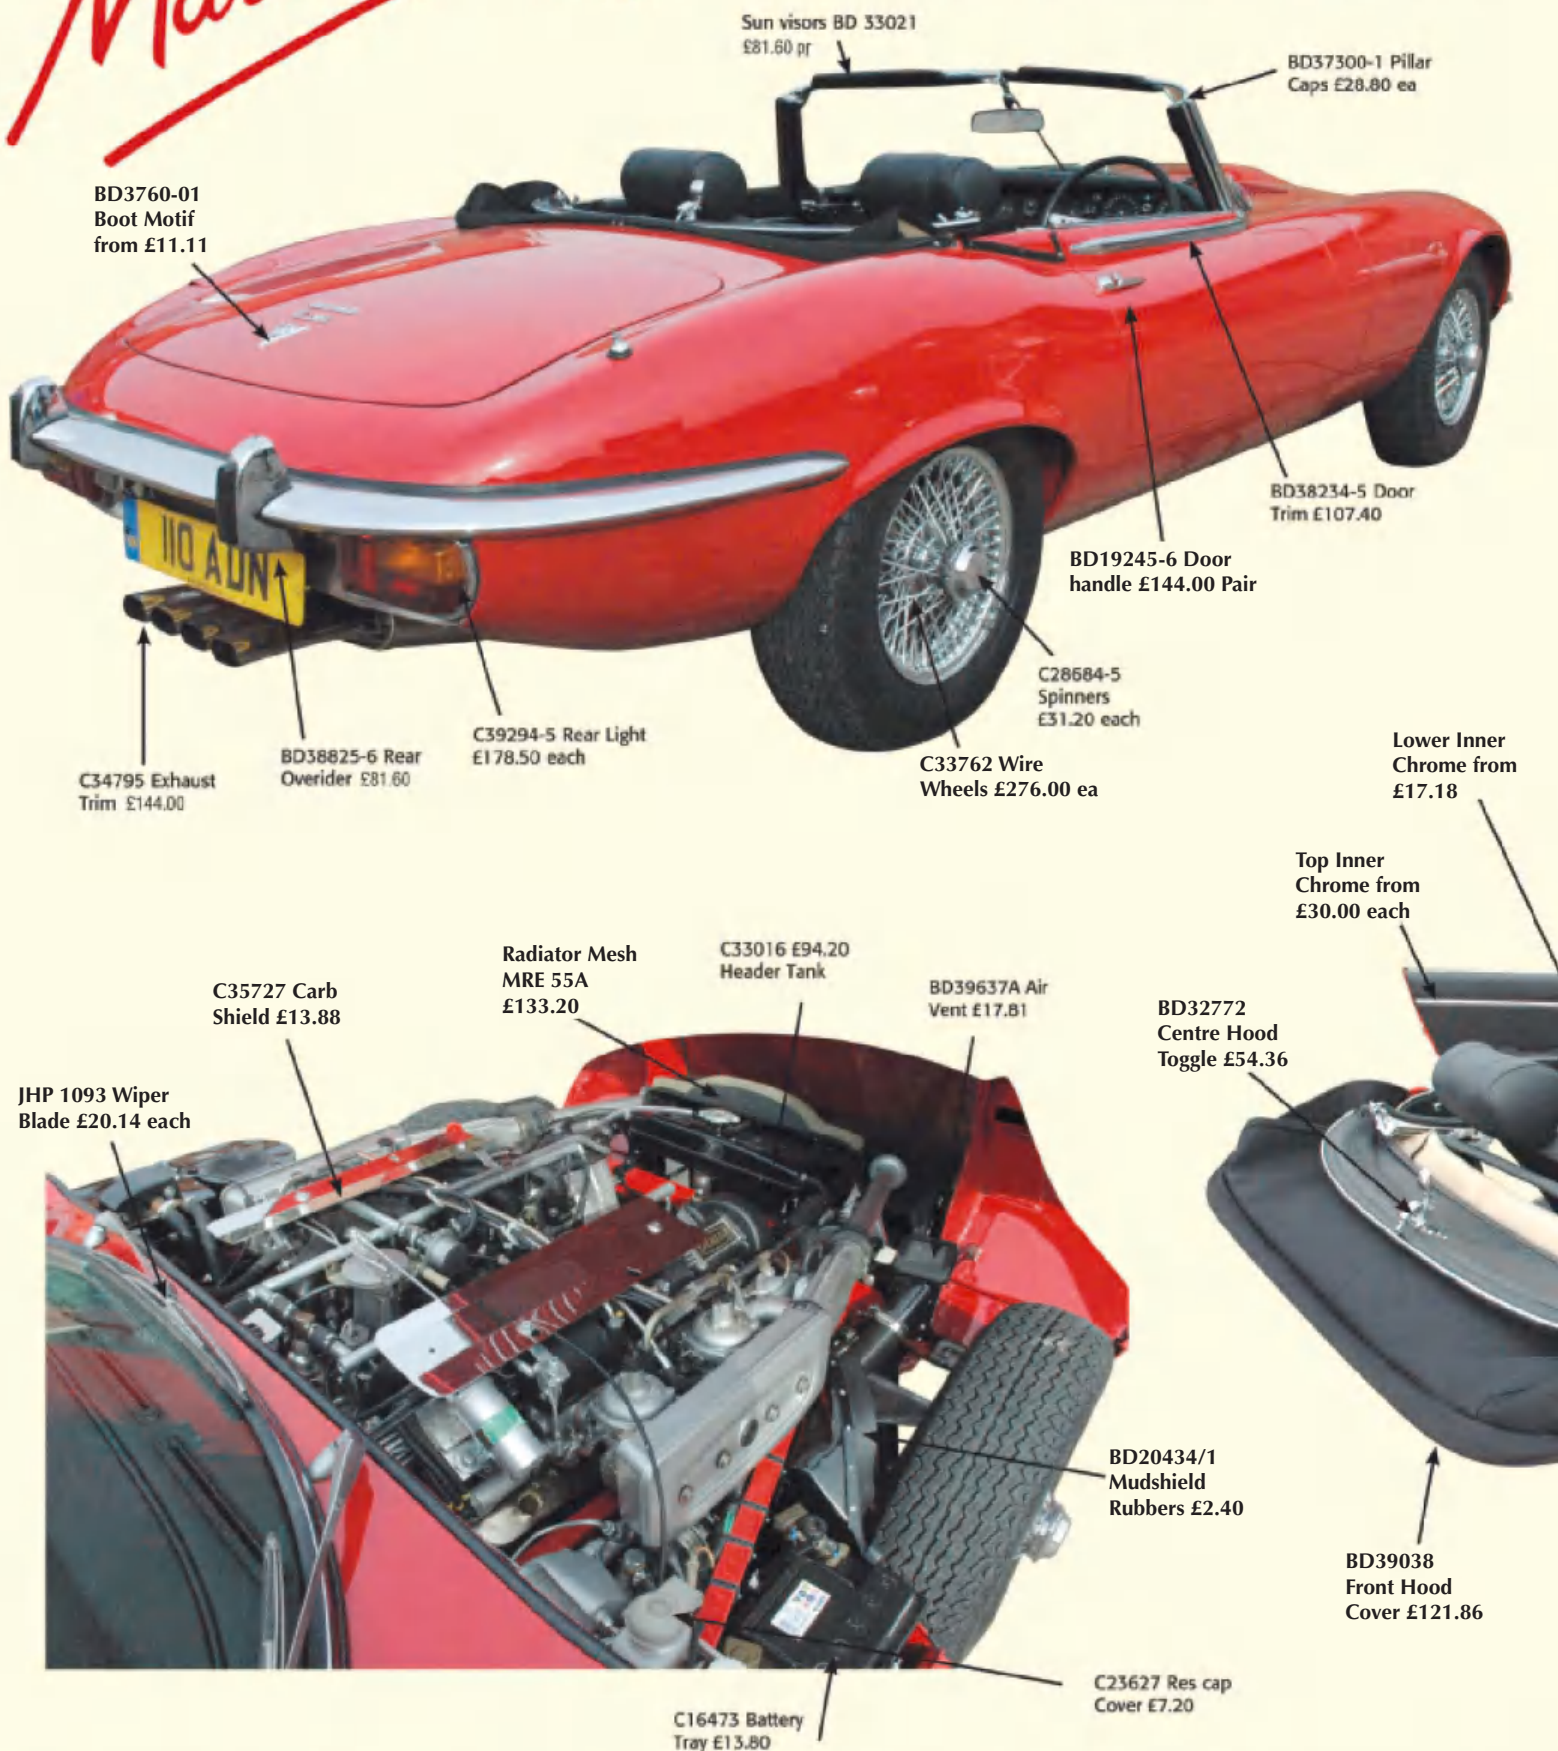 Sun visors BD 33021
£81.60 pr
BD37300-1 Pillar
Caps £28.80 ea
BD3760-01
Boot Motif
from £11.11
110 ADN
BD38234-5 Door
Trim £107.40
BD19245-6 Door
handle £144.00 Pair
C28684-5
Spinners
£31.20 each
C39294-5 Rear Light
£178.50 each
BD38825-6 Rear
Overider £81.60
C34795 Exhaust
Trim £144.00
C33762 Wire
Wheels £276.00 ea
Lower Inner
Chrome from
£17.18
Top Inner
Chrome from
£30.00 each
Radiator Mesh
MRE 55A
£133.20
C33016 £94.20
Header Tank
C35727 Carb
Shield £13.88
BD39637A Air
Vent £17.81
BD32772
Centre Hood
Toggle £54.36
JHP 1093 Wiper
Blade £20.14 each
BD20434/1
Mudshield
Rubbers £2.40
BD39038
Front Hood
Cover £121.86
C23627 Res cap
Cover £7.20
C16473 Battery
Tray £13.80